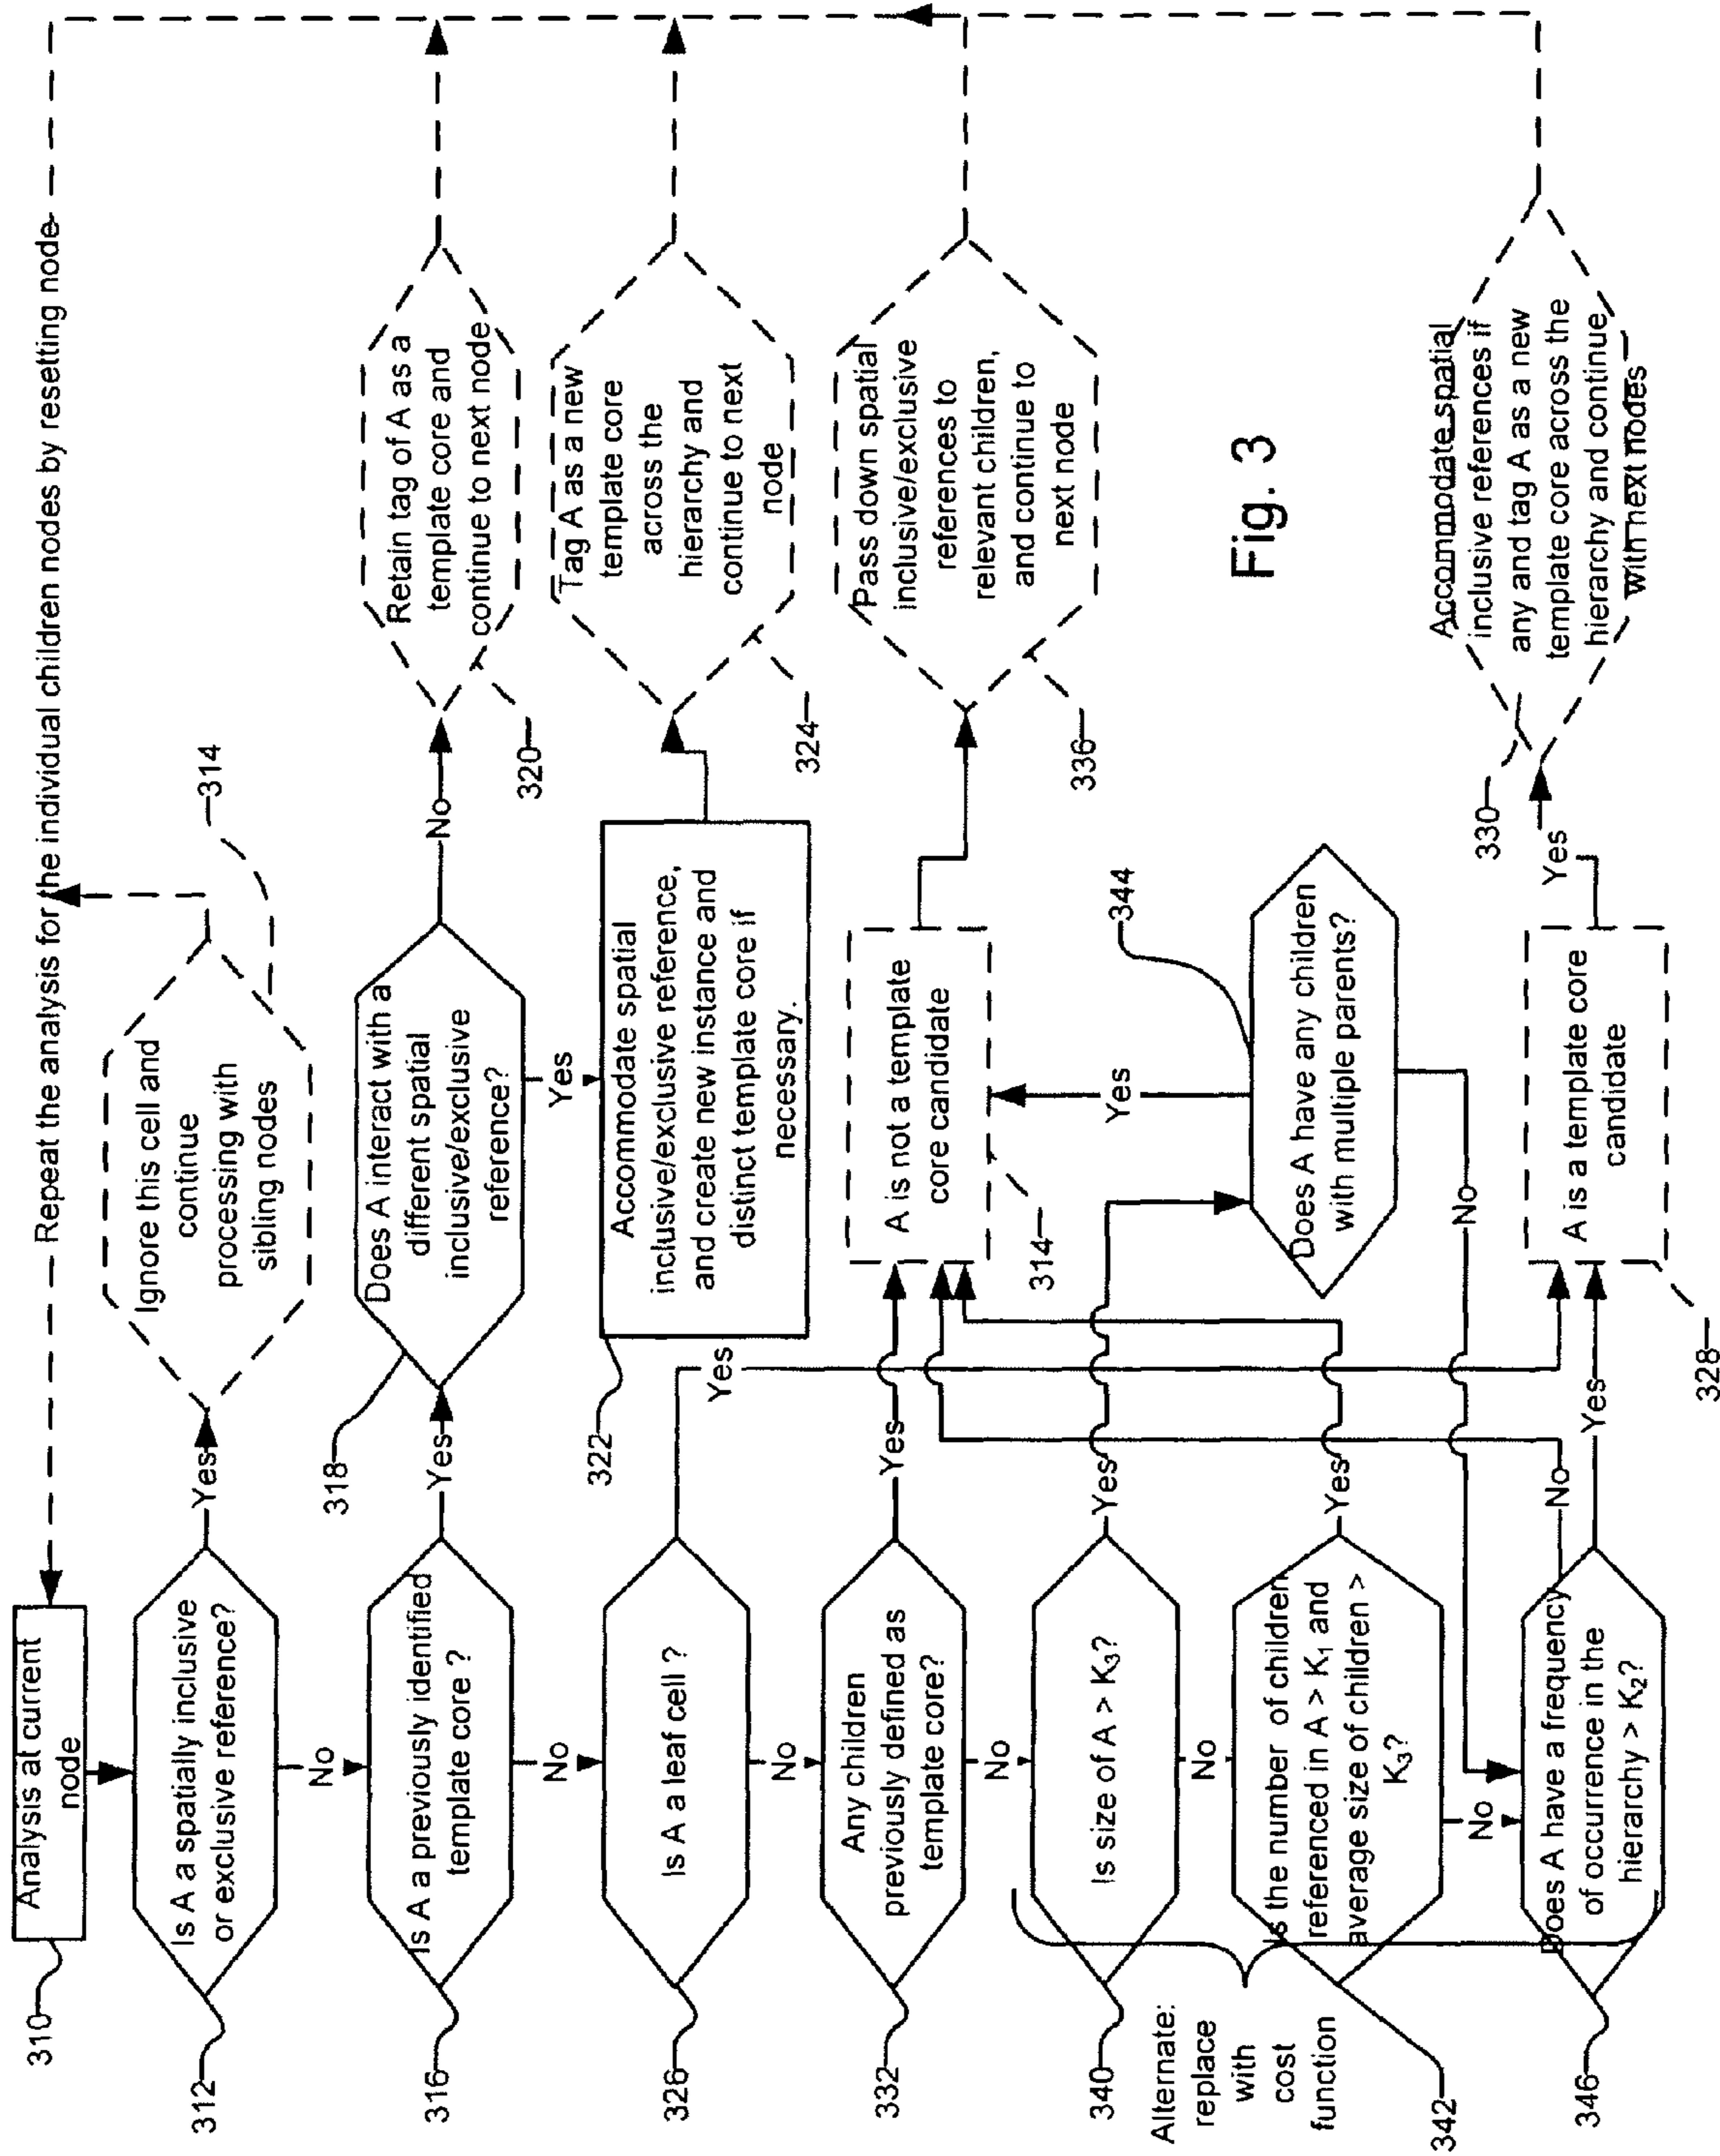 Repeat the analysis for the individual children nodes by resetting node
310
Analysis at current
node
312
Is A a spatially inclusive
or exclusive reference?
Yes
Ignore this cell and
continue
processing with
sibling nodes
314
No
316
Is A a previously identified
template core ?
Yes
318
Does A interact with a
different spatial
inclusive/exclusive
reference?
No
Retain tag of A as a
template core and
continue to next node
320
Yes
No
322
Accommodate spatial
inclusive/exclusive reference,
and create new instance and
distinct template core if
necessary.
Tag A as a new
template core
across the
hierarchy and
continue to next
node
324
326
Is A a leaf cell ?
Yes
No
332
Any children
previously defined as
template core?
Yes
A is not a template
core candidate
314
Pass down spatial
inclusive/exclusive
references to
relevant children,
and continue to
next node
336
No
340
Is size of A > K3?
Yes
Yes
344
Does A have any children
with multiple parents?
No
No
Alternate:
replace
with
cost
function
342
Is the number of children
referenced in A > K1 and
average size of children >
K3?
Yes
No
346
Does A have a frequency
of occurrence in the
hierarchy > K2?
No
Yes
A is a template core
candidate
328
Yes
330
Accommodate spatial
inclusive references if
any and tag A as a new
template core across the
hierarchy and continue
with next nodes
Fig. 3